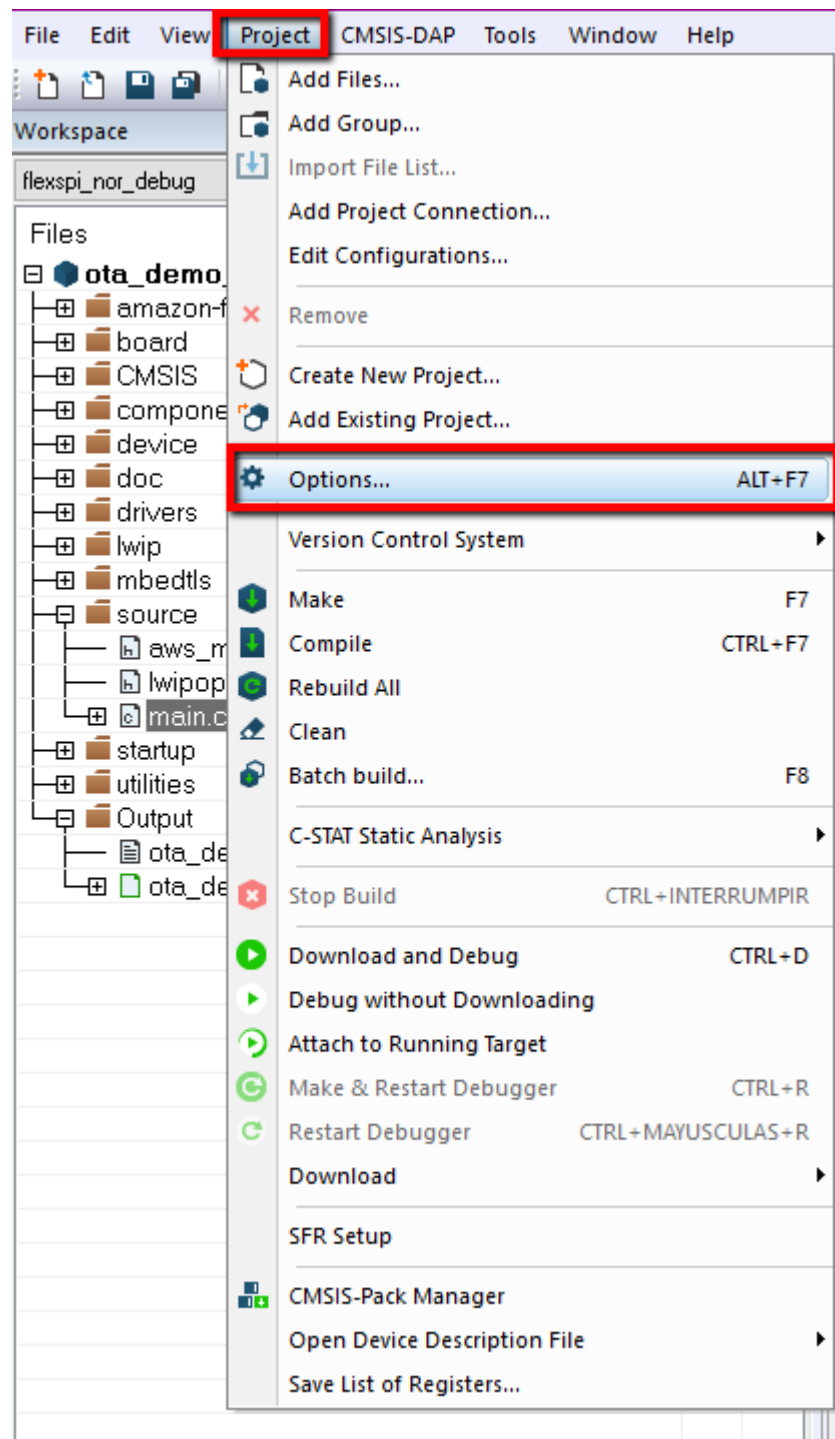 File Edit View Project CMSIS-DAP Tools Window Help
Workspace
flexspi_nor_debug
Files
ota_demo_
amazon-f
board
CMSIS
compone
device
doc
drivers
lwip
mbedtls
source
aws_m
lwipop
main.c
startup
utilities
Output
ota_de
ota_de
Add Files...
Add Group...
Import File List...
Add Project Connection...
Edit Configurations...
Remove
Create New Project...
Add Existing Project...
Options... ALT+F7
Version Control System
Make F7
Compile CTRL+F7
Rebuild All
Clean
Batch build... F8
C-STAT Static Analysis
Stop Build CTRL+INTERRUMPIR
Download and Debug CTRL+D
Debug without Downloading
Attach to Running Target
Make & Restart Debugger CTRL+R
Restart Debugger CTRL+MAYUSCULAS+R
Download
SFR Setup
CMSIS-Pack Manager
Open Device Description File
Save List of Registers...